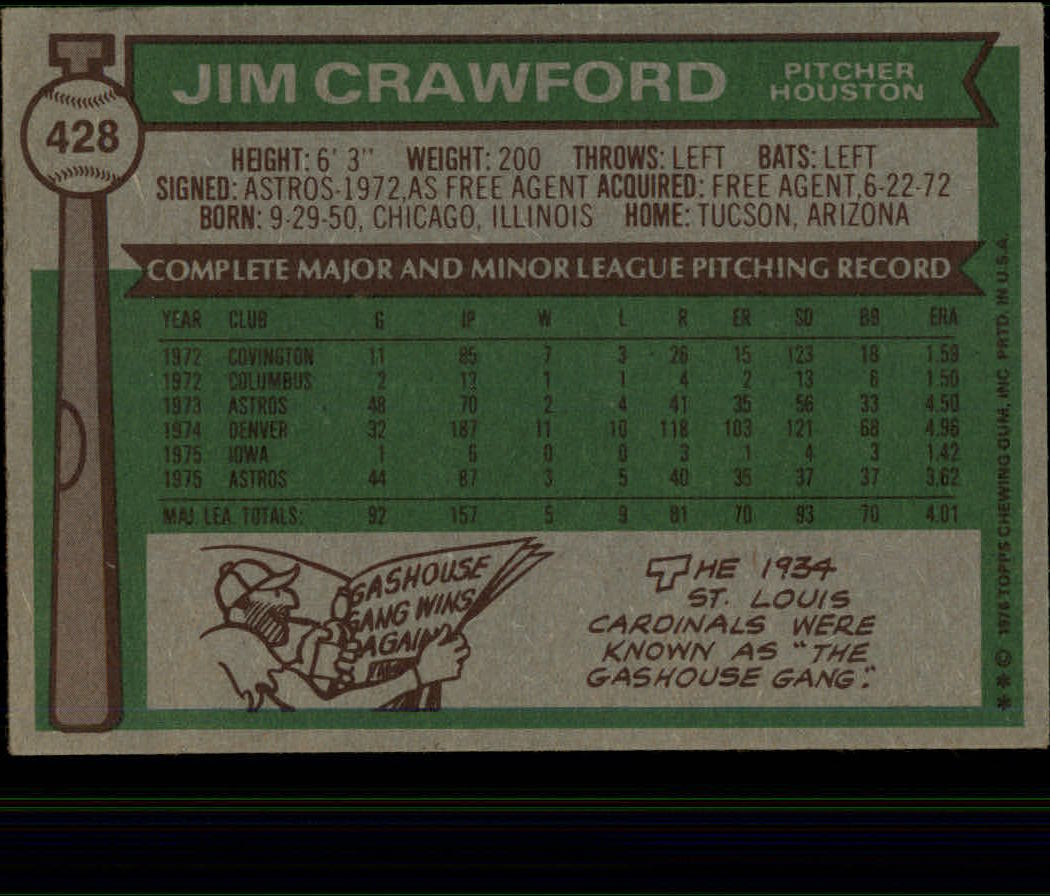 JIM CRAWFORD
PITCHER
HOUSTON
428
HEIGHT: 6' 3" WEIGHT: 200 THROWS: LEFT BATS: LEFT
SIGNED: ASTROS-1972,AS FREE AGENT ACQUIRED: FREE AGENT,6-22-72
BORN: 9-29-50, CHICAGO, ILLINOIS HOME: TUCSON, ARIZONA
COMPLETE MAJOR AND MINOR LEAGUE PITCHING RECORD
YEAR CLUB G IP W L R ER SO BB ERA
1972 COVINGTON 11 85 7 3 26 15 123 18 1.59
1972 COLUMBUS 2 12 1 1 4 2 13 6 1.50
1973 ASTROS 48 70 2 4 41 35 56 33 4.50
1974 DENVER 32 187 11 10 118 103 121 68 4.96
1975 IOWA 1 6 0 0 3 1 4 3 1.42
1975 ASTROS 44 87 3 5 40 35 37 37 3.62
MAJ. LEA. TOTALS: 92 157 5 9 81 70 93 70 4.01
GASHOUSE
GANG WINS
AGAIN
THE 1934
ST. LOUIS
CARDINALS WERE
KNOWN AS "THE
GASHOUSE GANG."
** © 1976 TOPPS CHEWING GUM, INC. PRTD. IN U.S.A.